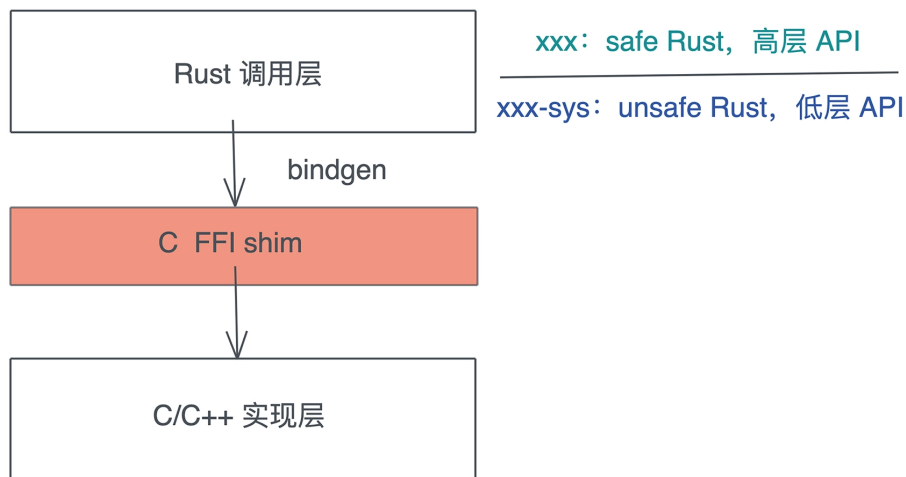 xxx：safe Rust，高层 API
Rust 调用层
xxx-sys：unsafe Rust，低层 API
bindgen
C FFI shim
C/C++ 实现层